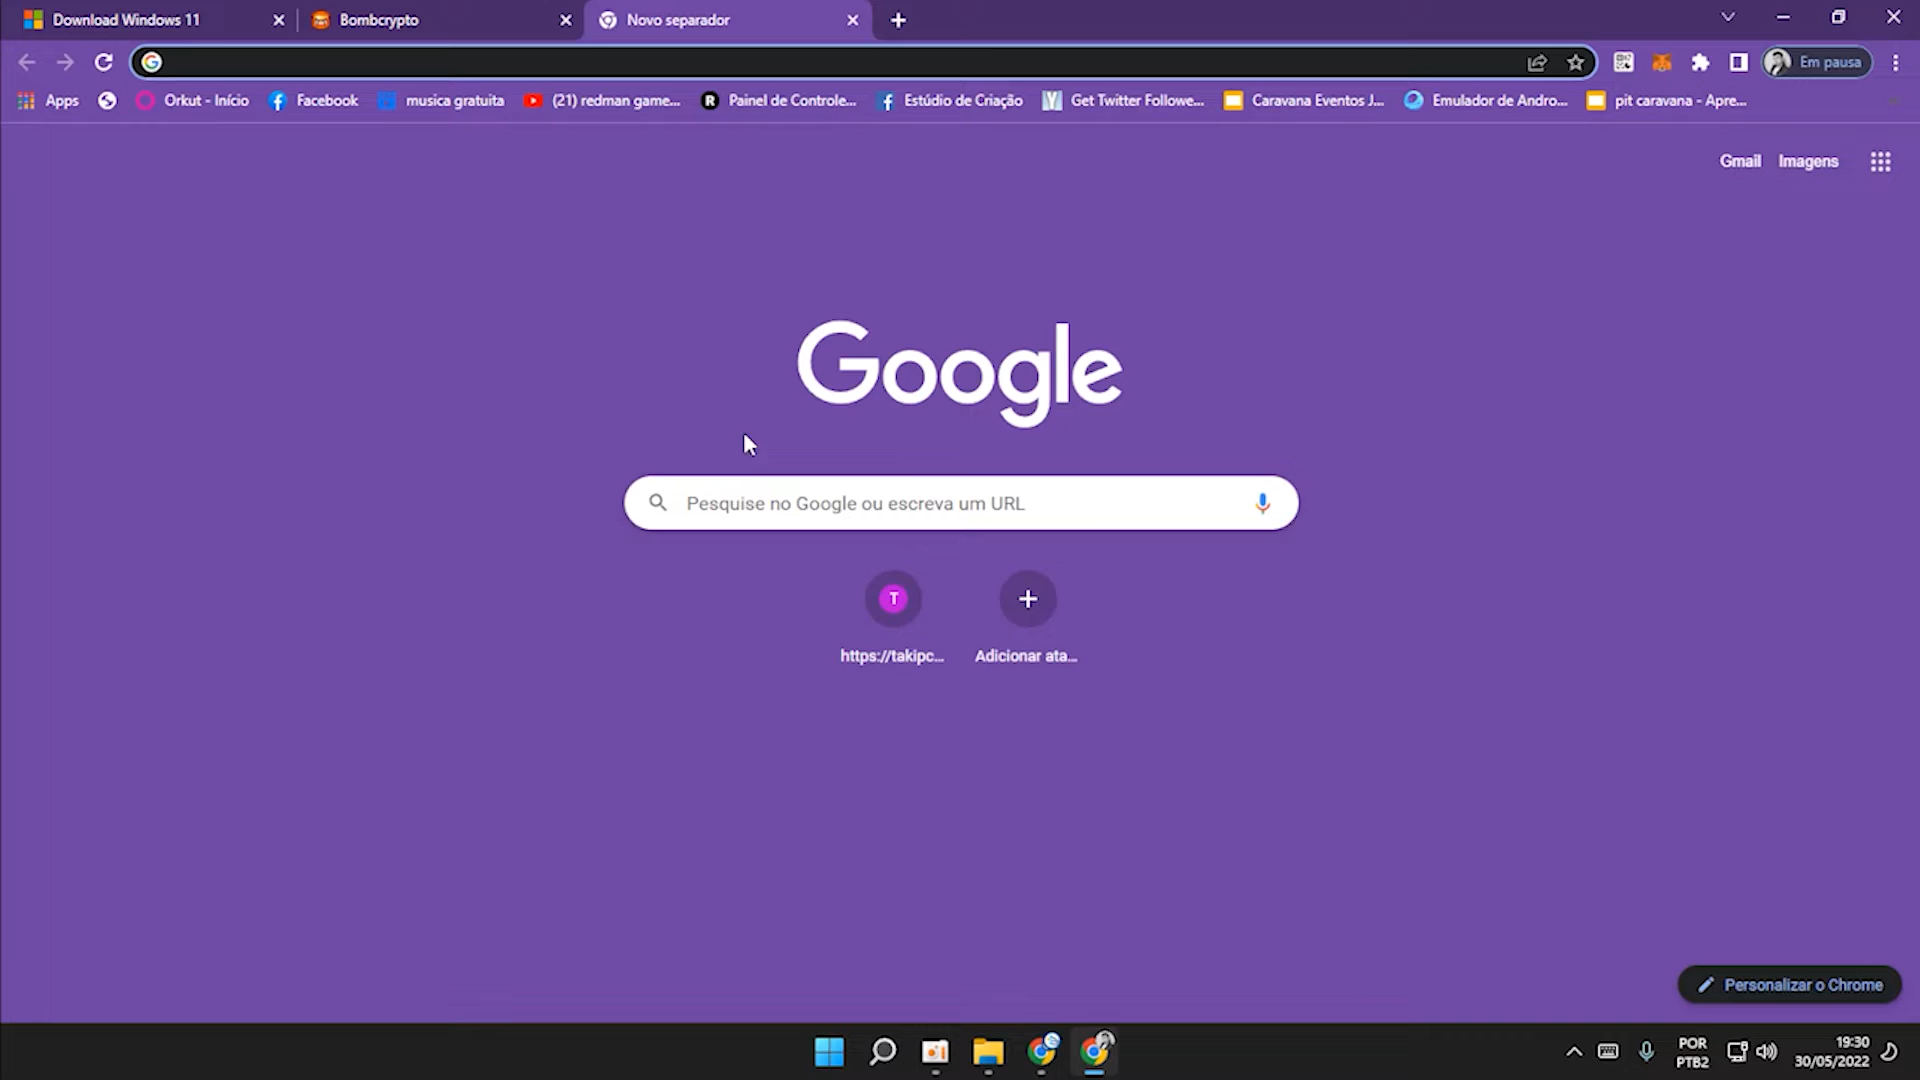 Download Windows 11
Bombcrypto
Novo separador
Em pausa
Apps
Orkut - Início
Facebook
musica gratuita
(21) redman game...
Painel de Controle...
Estúdio de Criação
Get Twitter Followe...
Caravana Eventos J...
Emulador de Andro...
pit caravana - Apre...
Gmail
Imagens
Google
Pesquise no Google ou escreva um URL
T
https://takipc...
Adicionar ata...
Personalizar o Chrome
POR
PTB2
19:30
30/05/2022